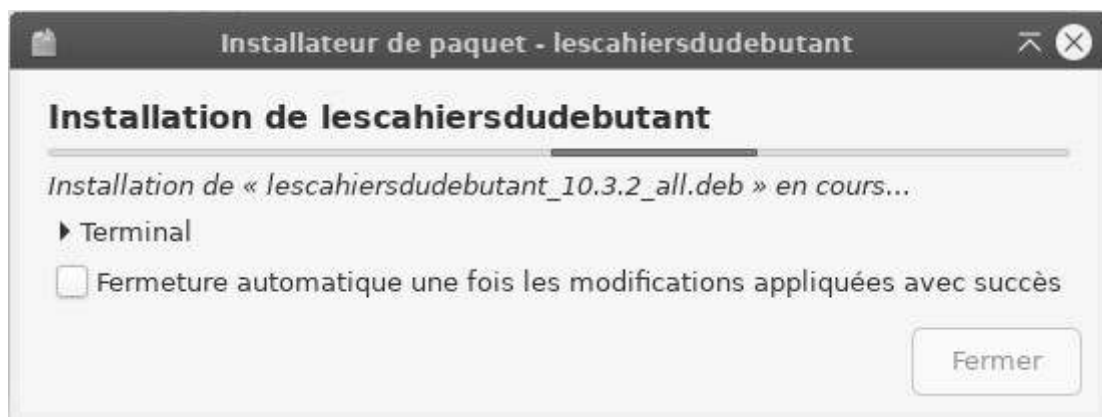 Installateur de paquet - lescahiersdudebutant
Installation de lescahiersdudebutant
Installation de « lescahiersdudebutant_10.3.2_all.deb » en cours...
Terminal
Fermeture automatique une fois les modifications appliquées avec succès
Fermer